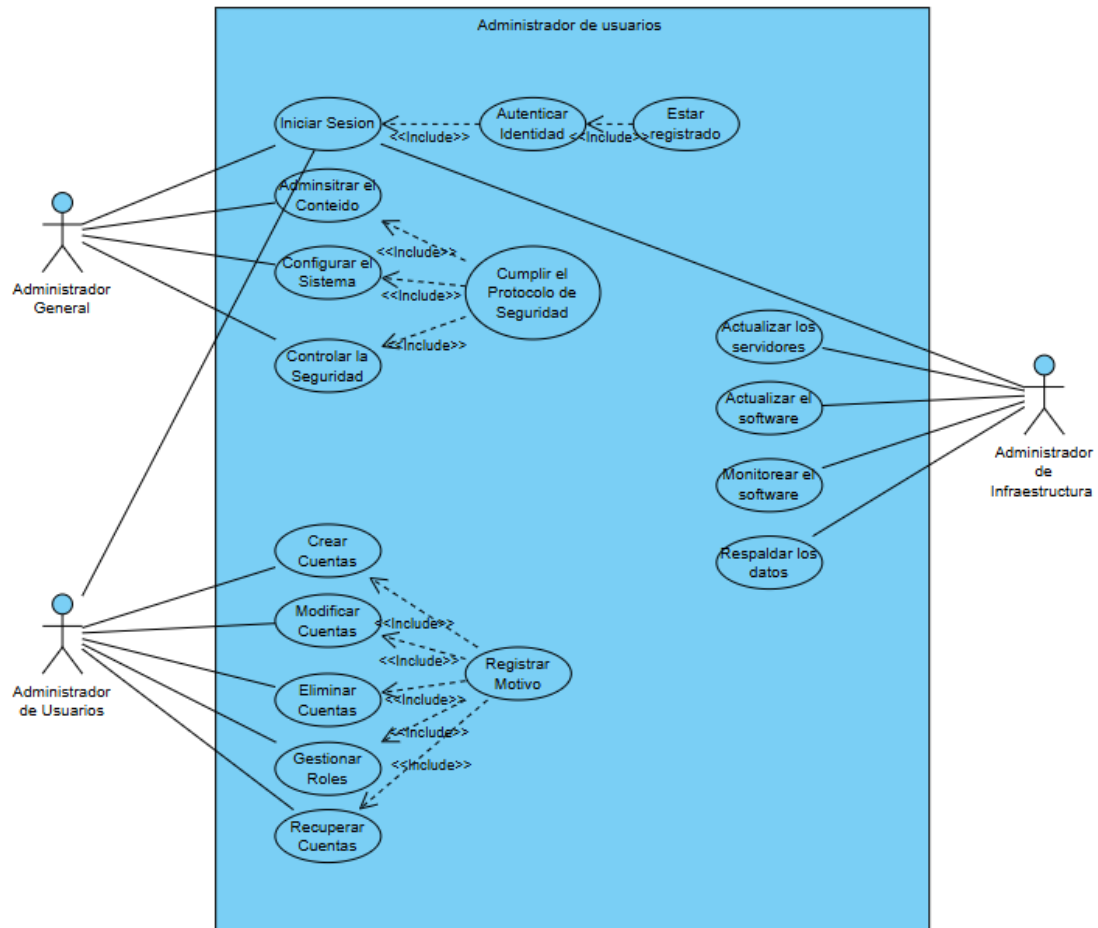 Administrador de usuarios
Iniciar Sesion
<<Include>>
Autenticar
Identidad
<<Include>>
Estar
registrado
Adminsitrar el
Conteido
<<Include>>
Configurar el
Sistema
<<Include>>
Cumplir el
Protocolo de
Seguridad
<<Include>>
Controlar la
Seguridad
Administrador
General
Actualizar los
servidores
Actualizar el
software
Monitorear el
software
Respaldar los
datos
Administrador
de
Infraestructura
Crear
Cuentas
Modificar
Cuentas
<<Include>>
<<Include>>
Registrar
Motivo
Eliminar
Cuentas
<<Include>>
<<Include>>
Gestionar
Roles
<<Include>>
Recuperar
Cuentas
Administrador
de Usuarios